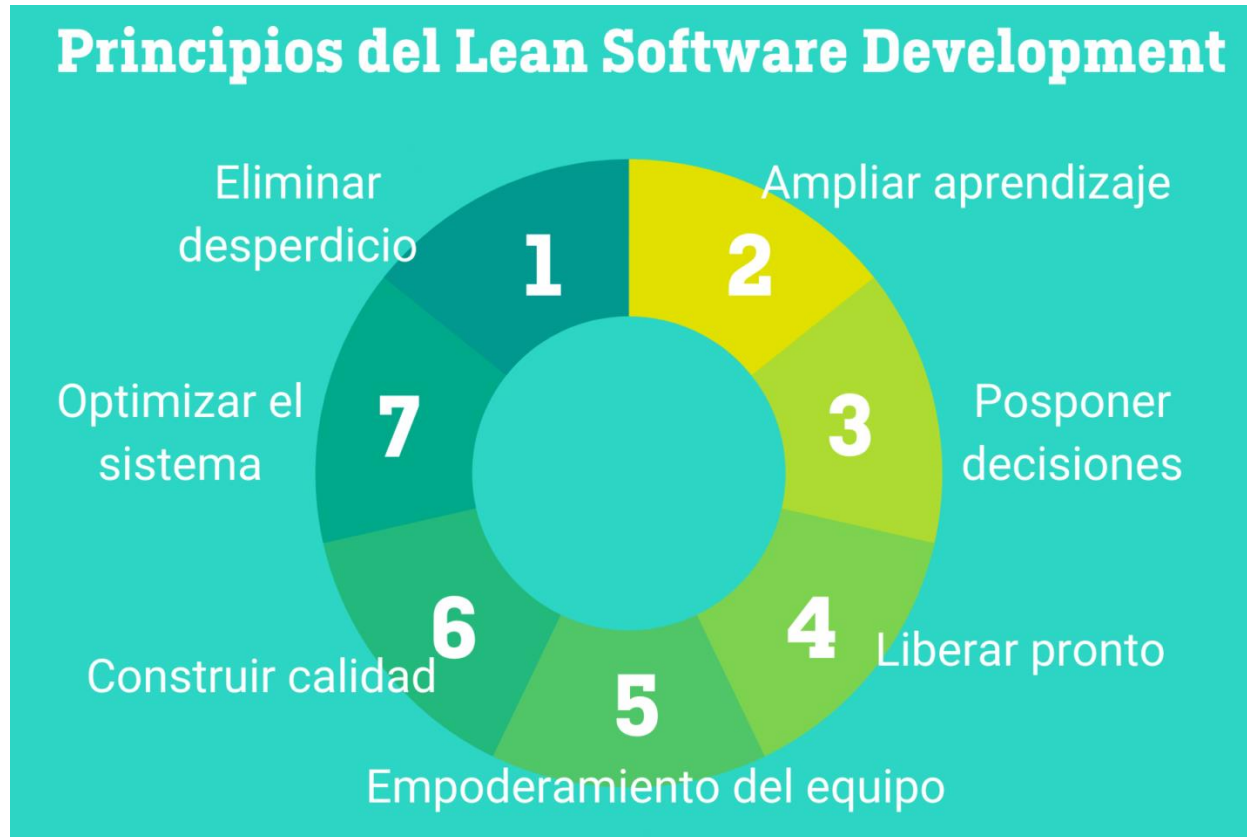 Principios del Lean Software Development
Eliminar
desperdicio
1
2
Ampliar aprendizaje
3
Posponer
decisiones
4
Liberar pronto
5
Empoderamiento del equipo
6
Construir calidad
7
Optimizar el
sistema